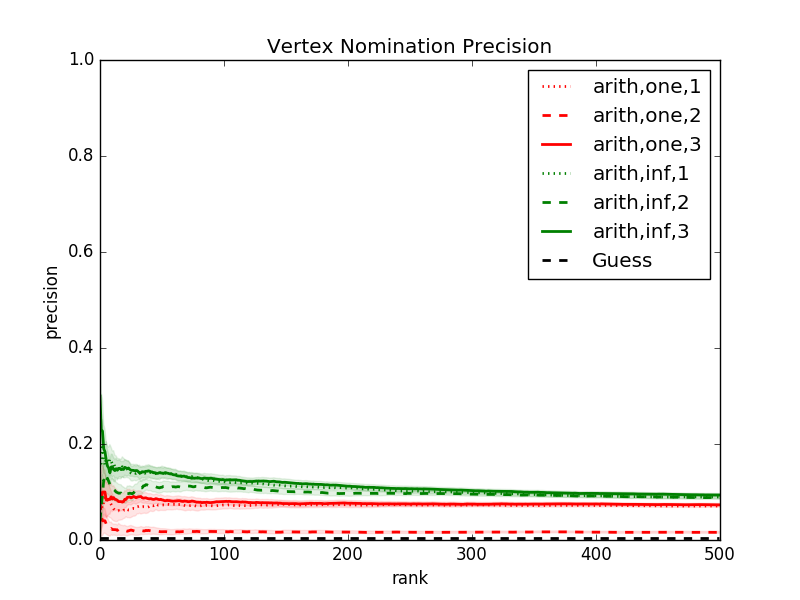 Vertex Nomination Precision
1.0
0.8
0.6
0.4
0.2
0.0
precision
arith,one,1
arith,one,2
arith,one,3
arith,inf,1
arith,inf,2
arith,inf,3
Guess
0 100 200 300 400 500
rank